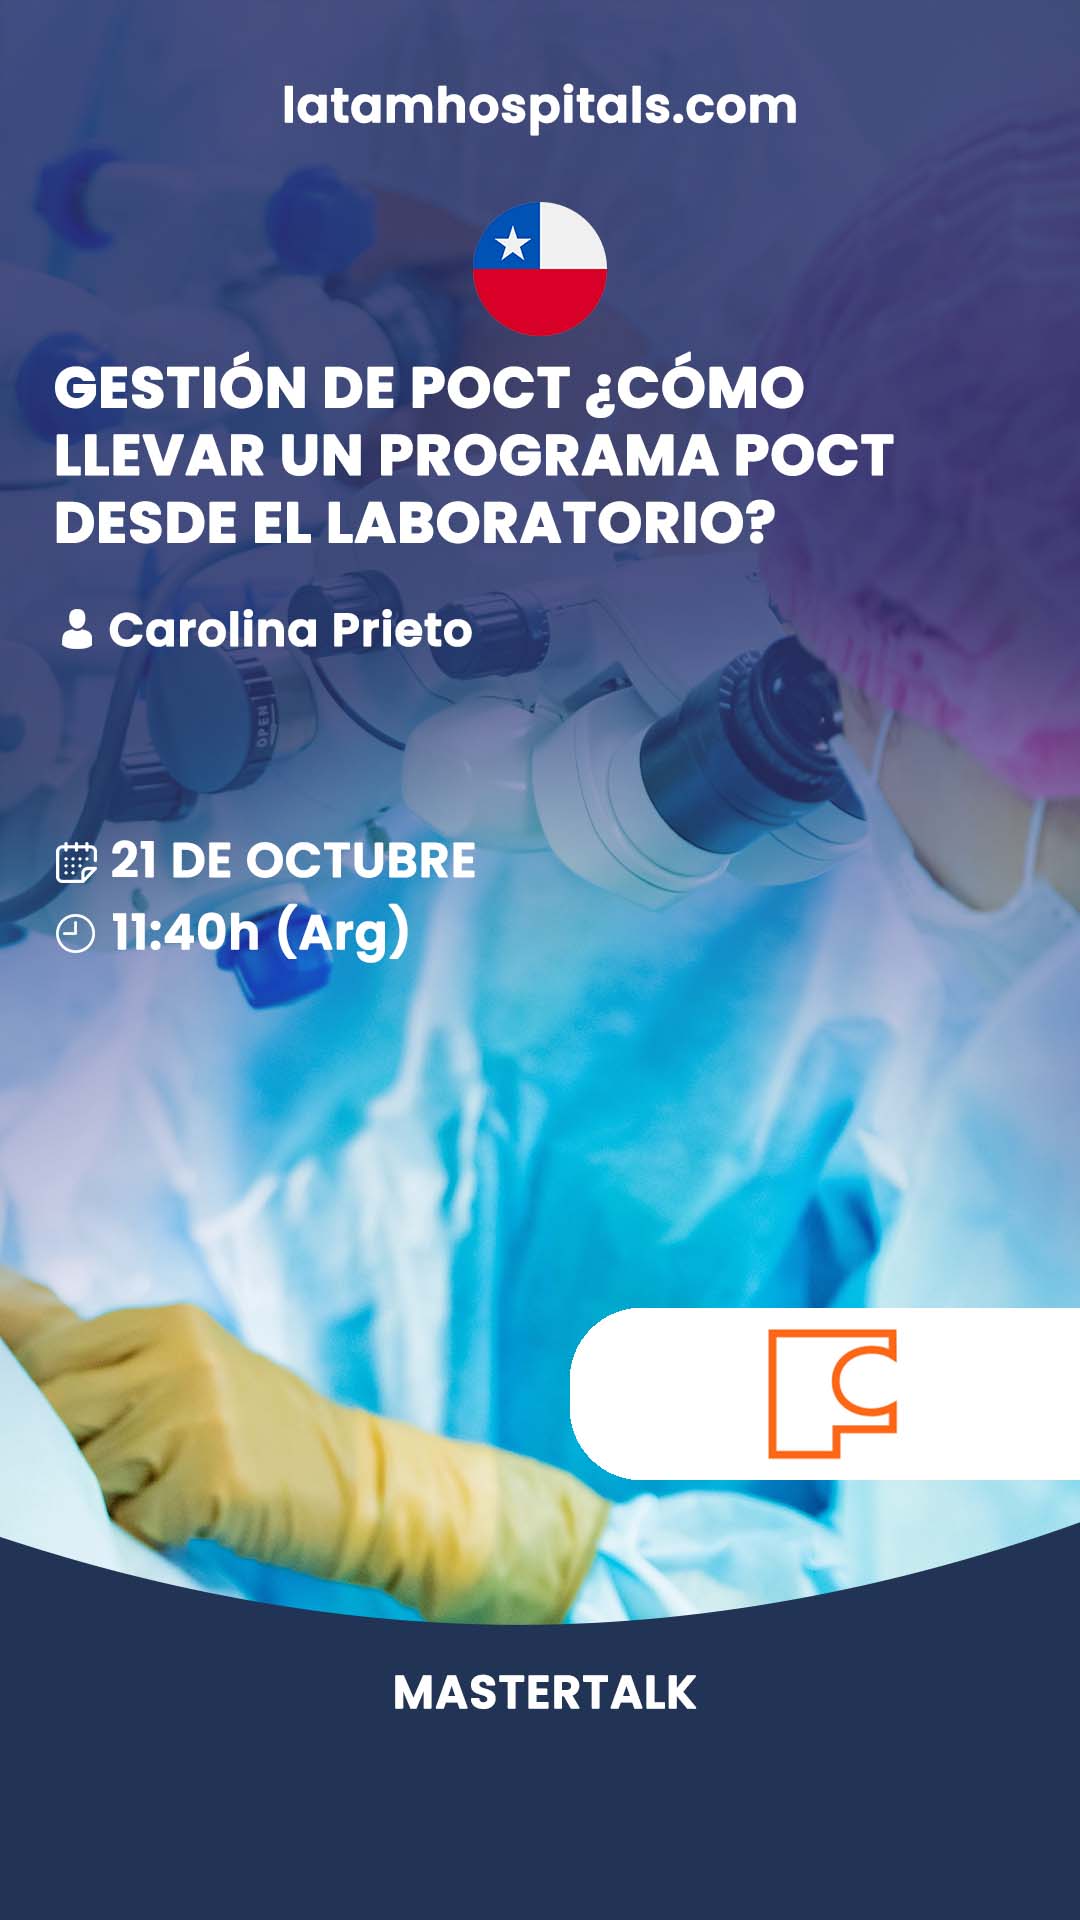 latamhospitals.com
GESTIÓN DE POCT ¿CÓMO
LLEVAR UN PROGRAMA POCT
DESDE EL LABORATORIO?
Carolina Prieto
OPEN
21 DE OCTUBRE
11:40h (Arg)
MASTERTALK